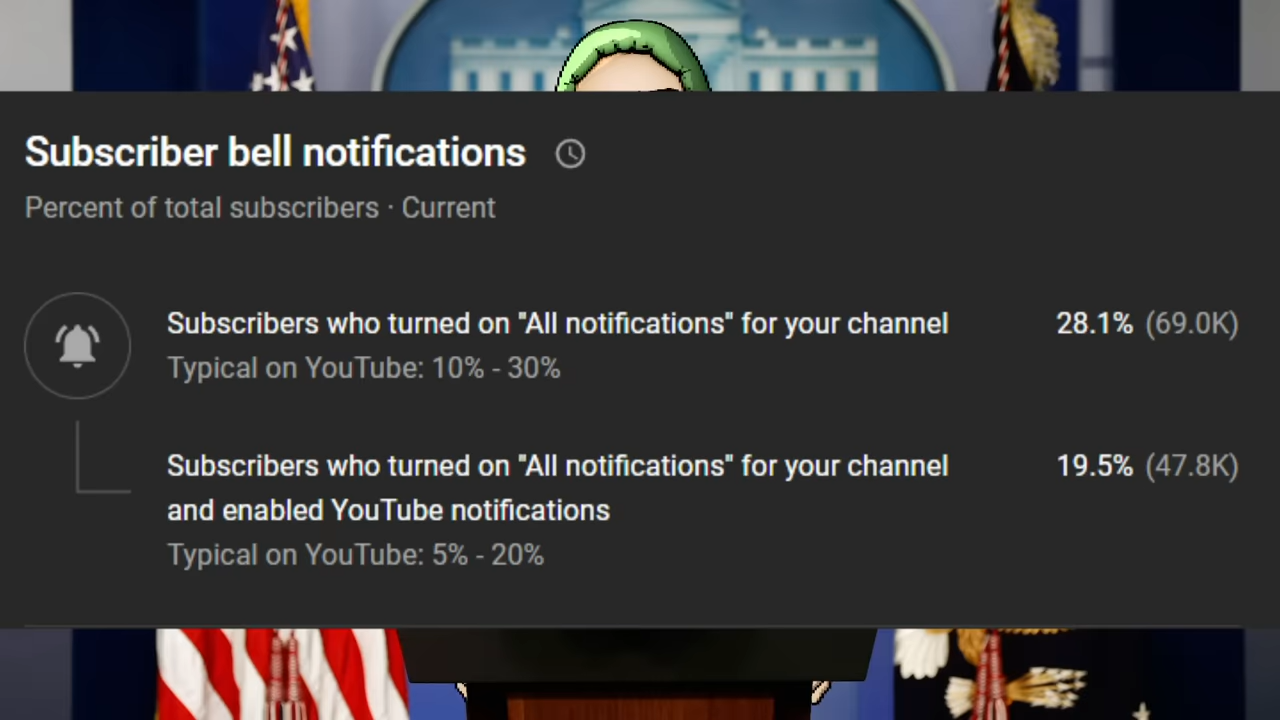 Subscriber bell notifications
Percent of total subscribers · Current
Subscribers who turned on "All notifications" for your channel 28.1% (69.0K)
Typical on YouTube: 10% - 30%
Subscribers who turned on "All notifications" for your channel 19.5% (47.8K)
and enabled YouTube notifications
Typical on YouTube: 5% - 20%